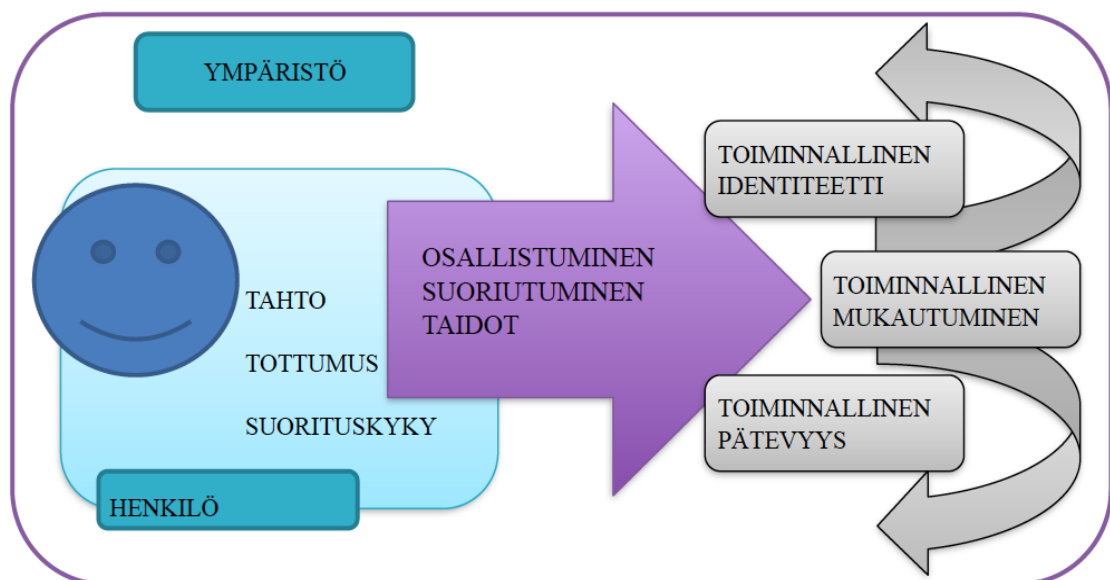 YMPÄRISTÖ
TAHTO
TOTTUMUS
SUORITUSKYKY
HENKILÖ
OSALLISTUMINEN
SUORIUTUMINEN
TAIDOT
TOIMINNALLINEN
IDENTITEETTI
TOIMINNALLINEN
MUKAUTUMINEN
TOIMINNALLINEN
PÄTEVYYS